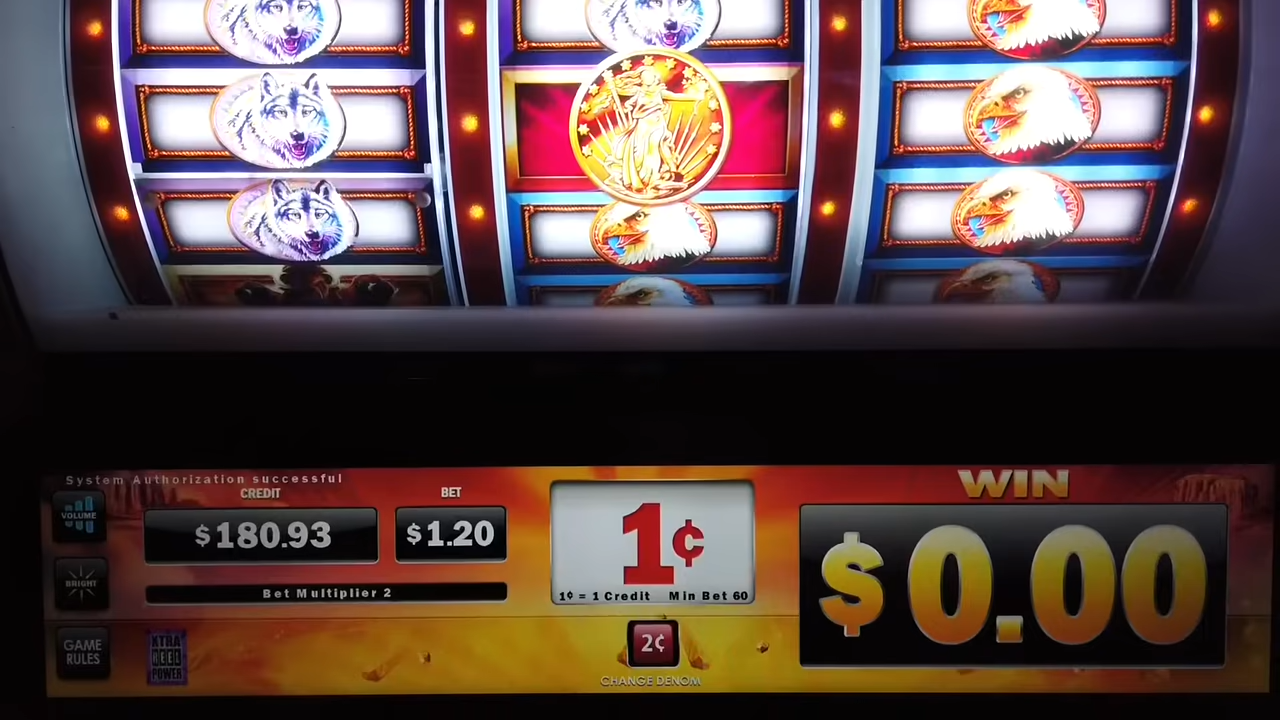 System Authorization successful
VOLUME
CREDIT
BET
$180.93
$1.20
Bet Multiplier 2
BRIGHT
GAME
RULES
XTRA
REEL
POWER
1¢
1¢ = 1 Credit Min Bet 60
2¢
CHANGE DENOM
WIN
$0.00